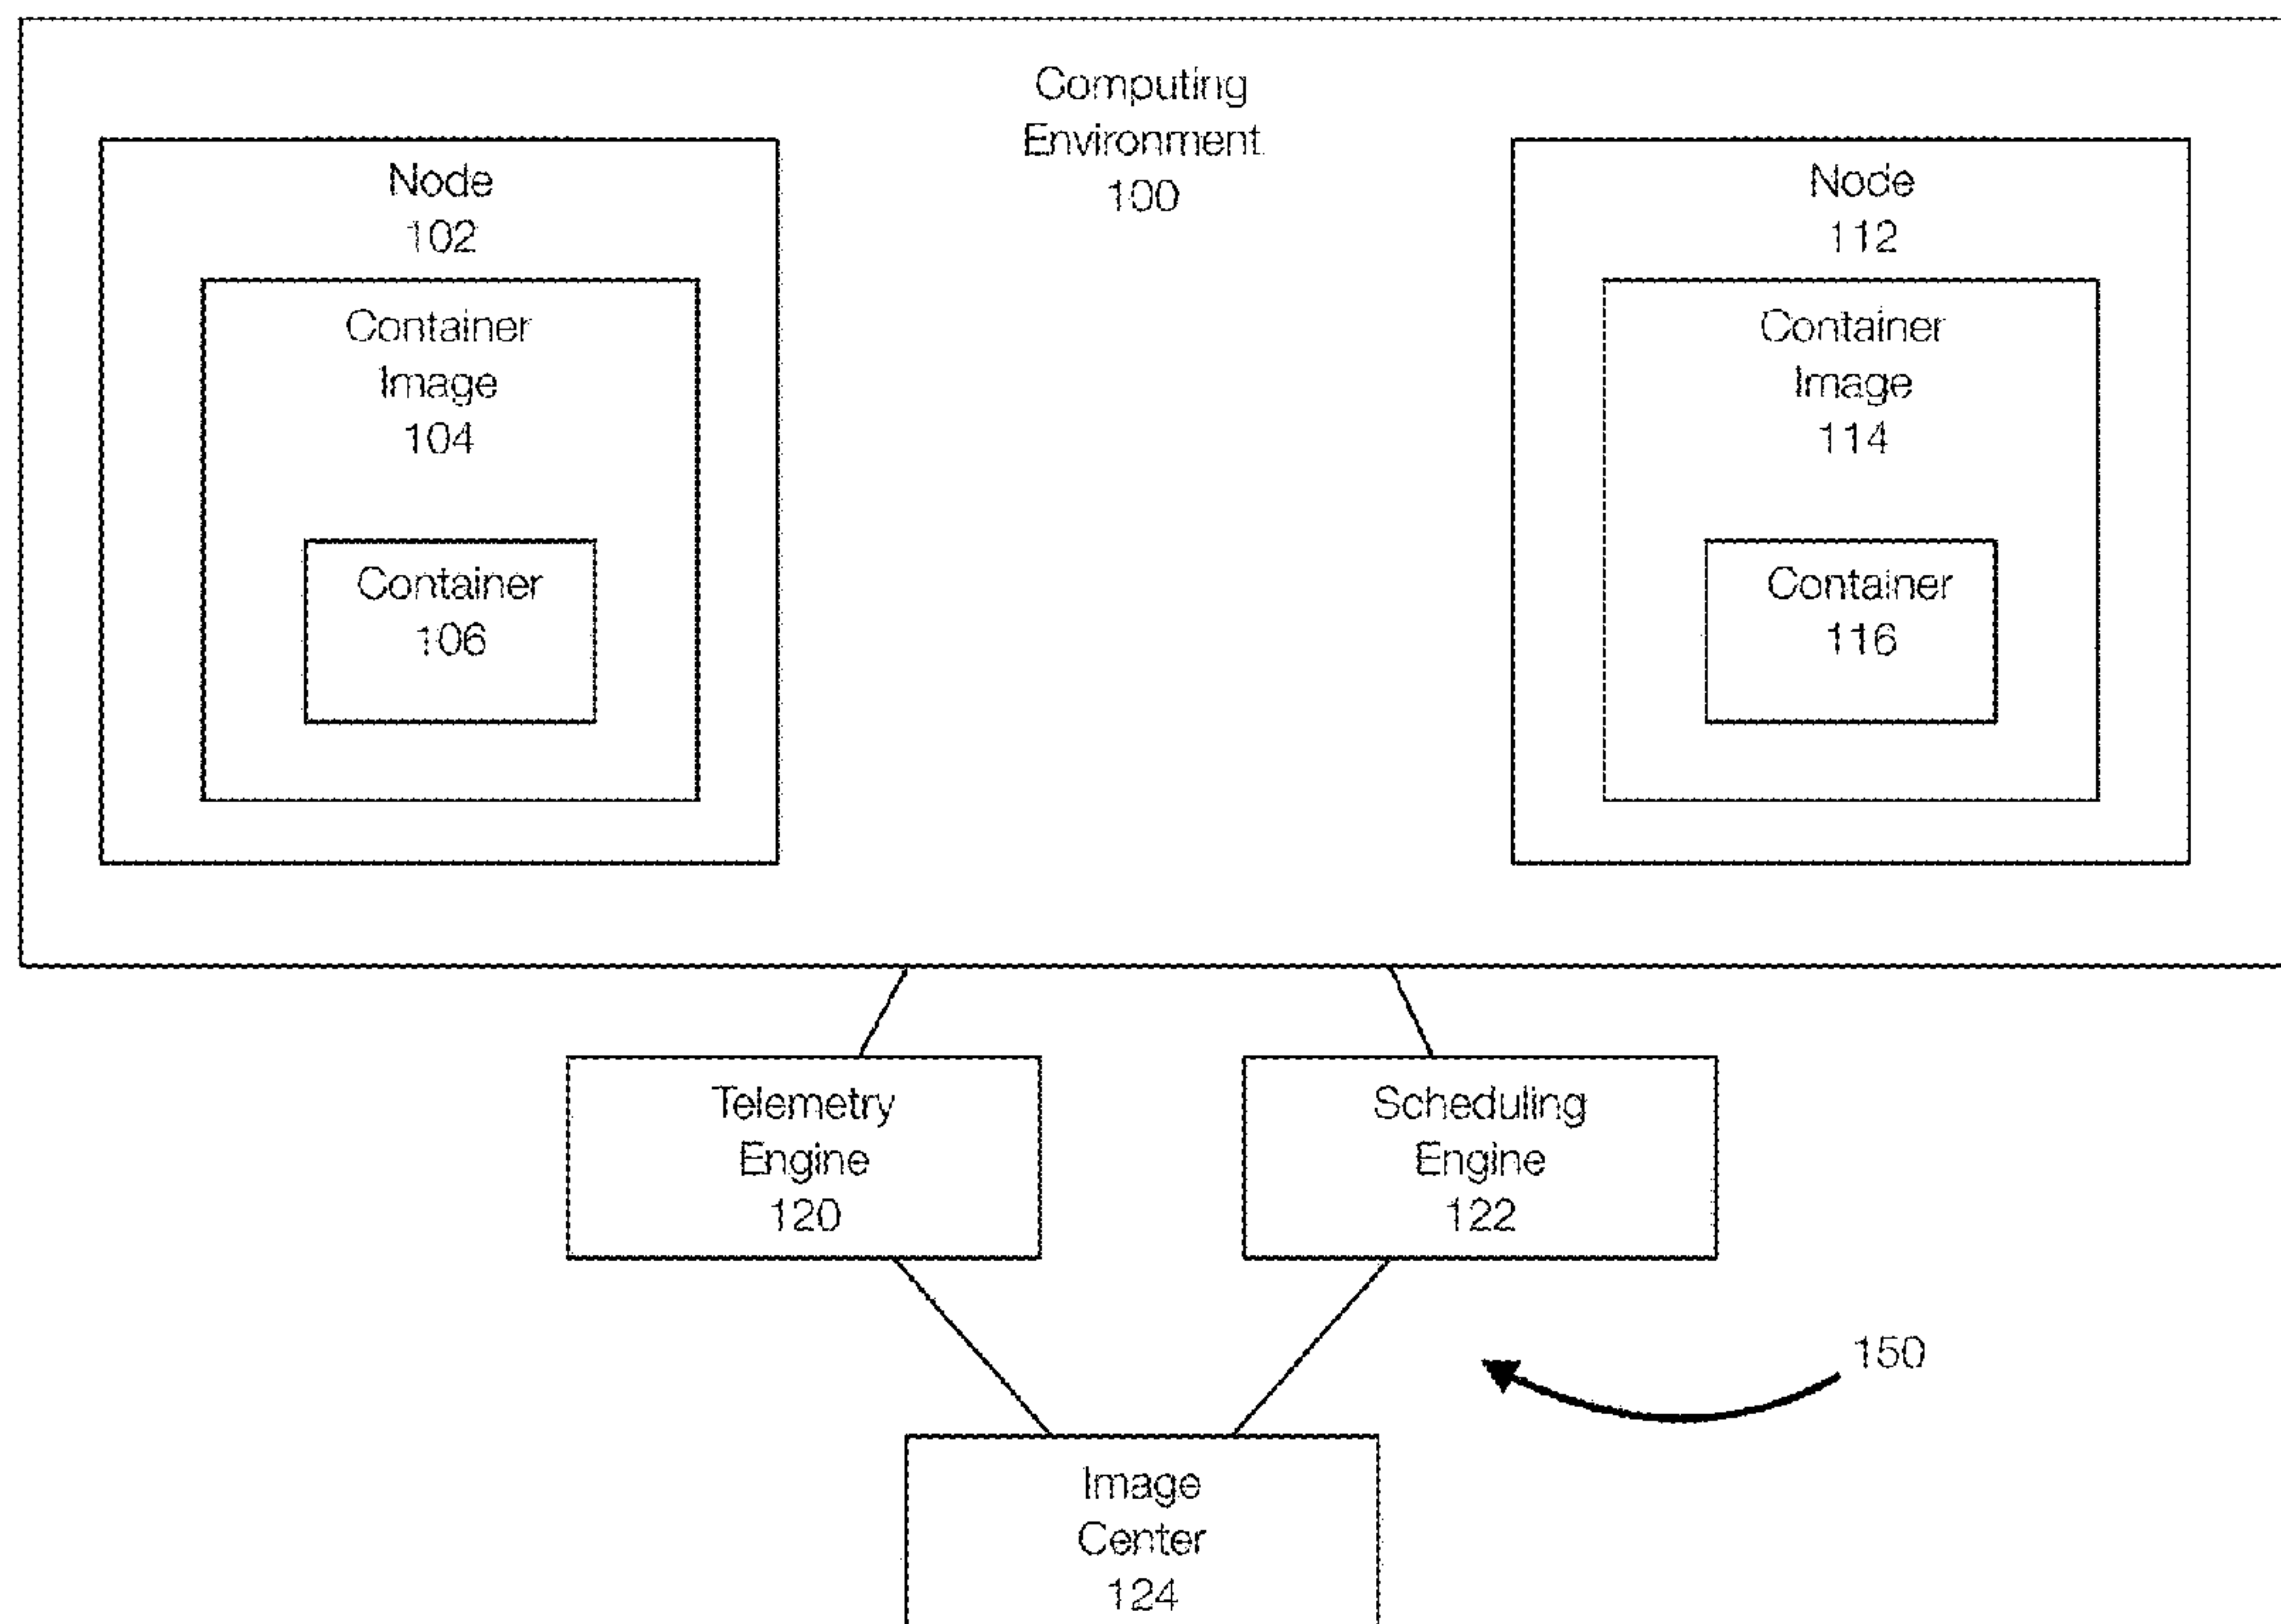 Computing
Environment
100
Node
102
Container
Image
104
Container
106
Node
112
Container
Image
114
Container
116
Telemetry
Engine
120
Scheduling
Engine
122
150
Image
Center
124